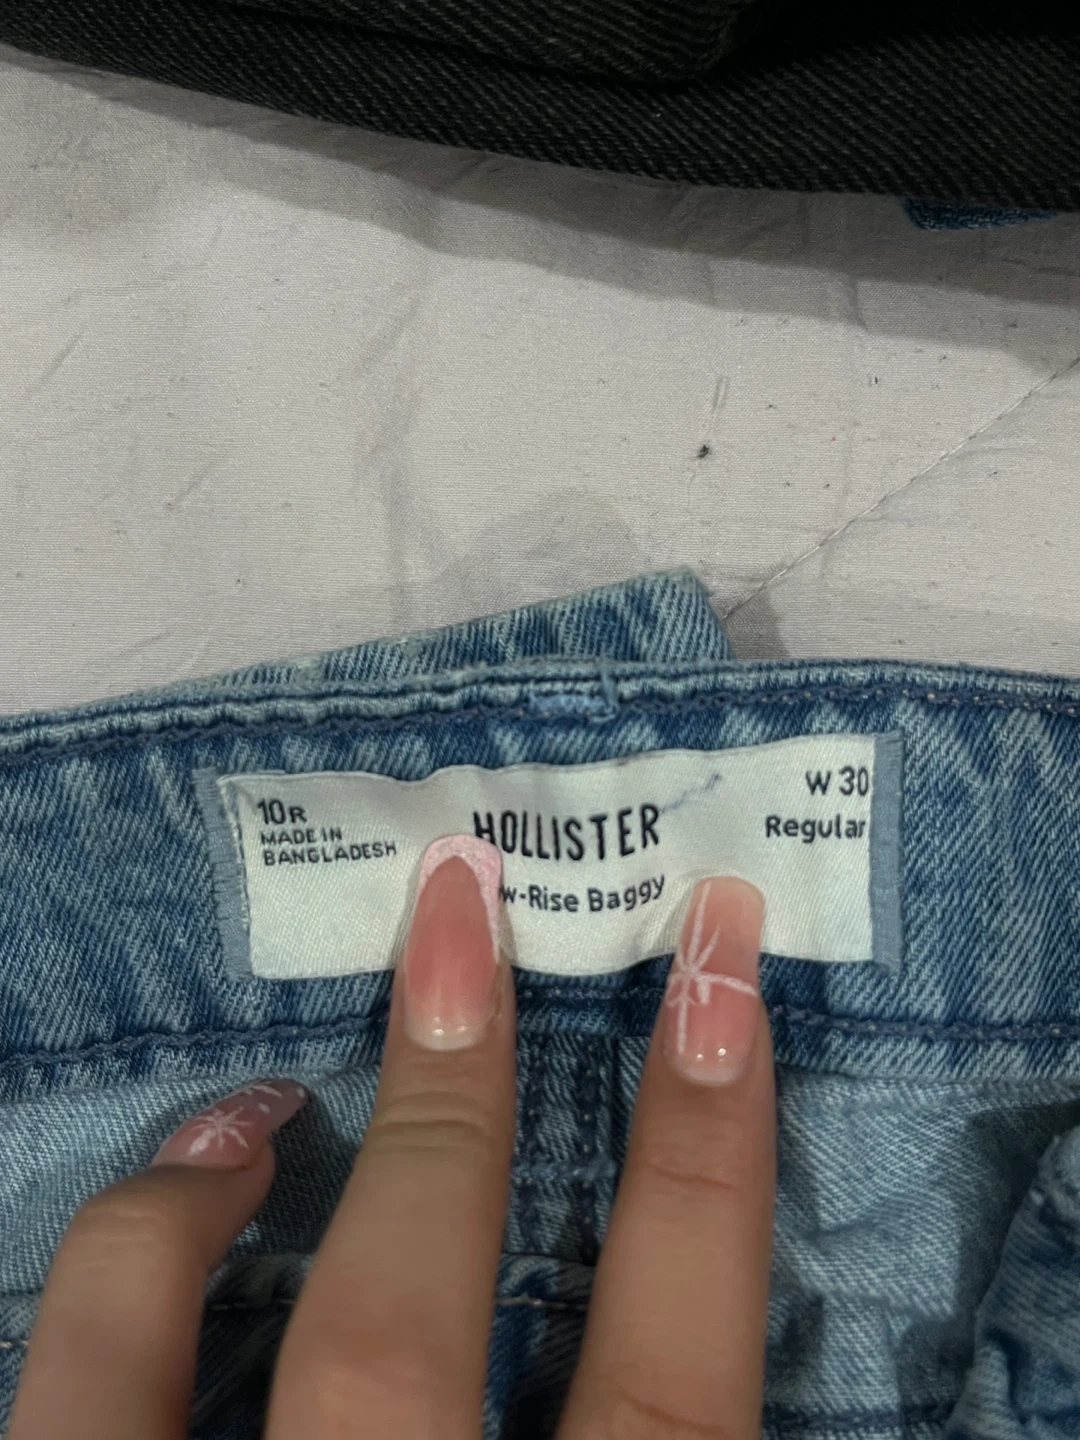 10R
MADE IN
BANGLADESH
HOLLISTER
w-Rise Baggy
W 30
Regular